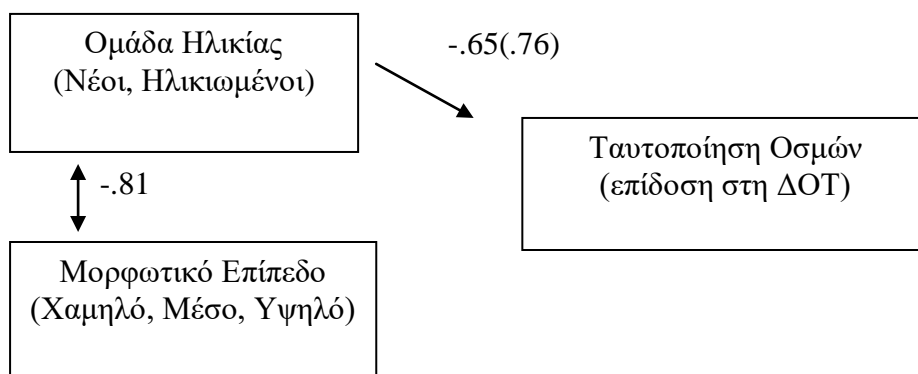 Ομάδα Ηλικίας
(Νέοι, Ηλικιωμένοι)
-.65(.76)
Ταυτοποίηση Οσμών
(επίδοση στη ΔΟΤ)
-.81
Μορφωτικό Επίπεδο
(Χαμηλό, Μέσο, Υψηλό)